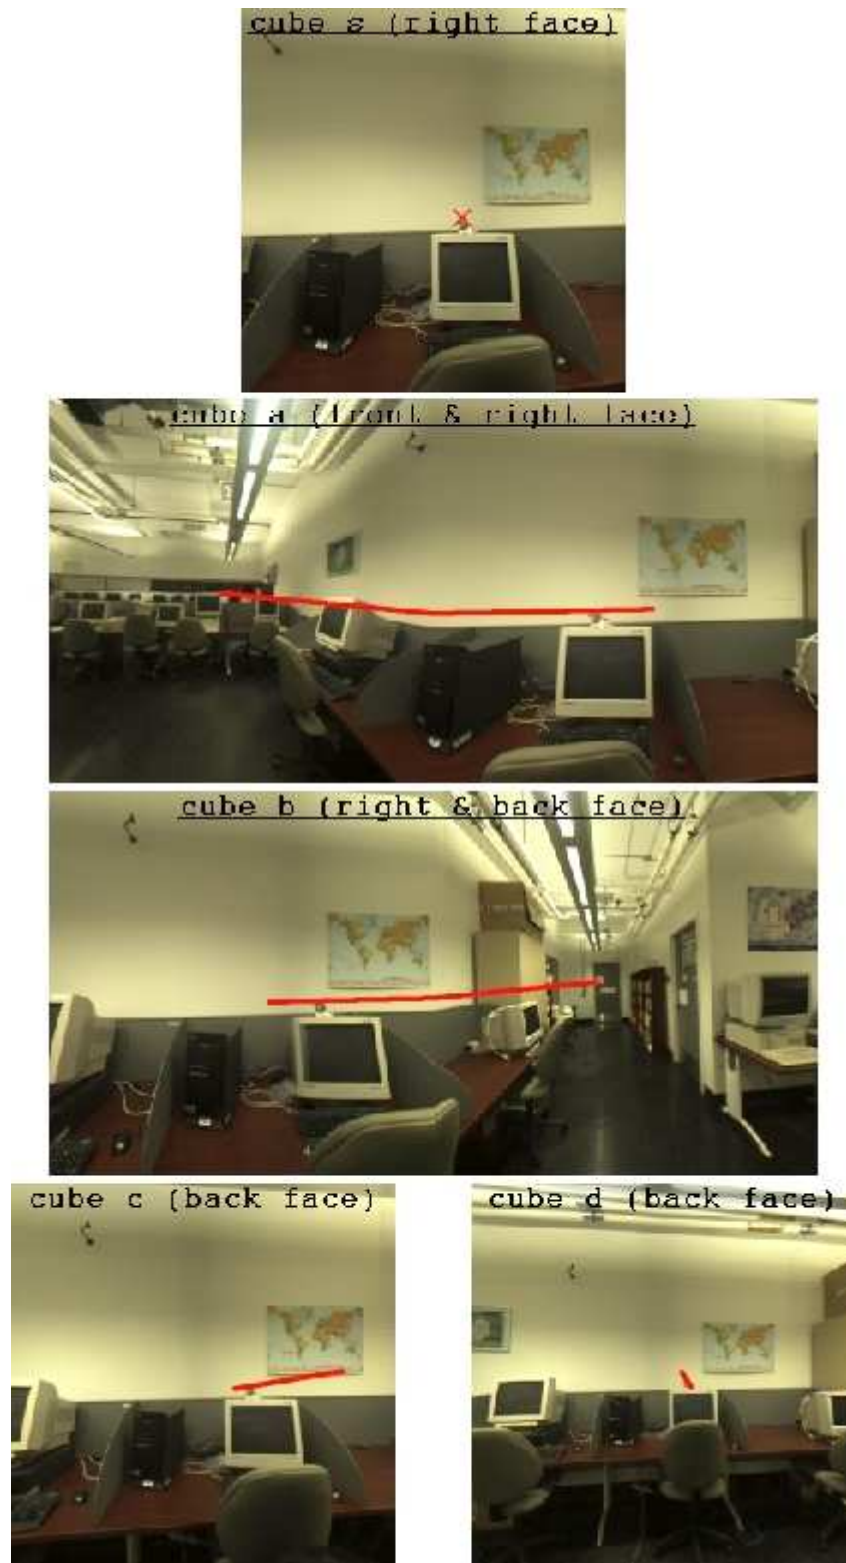 cube s (right face)
cube a (front & right face)
cube b (right & back face)
cube c (back face)
cube d (back face)